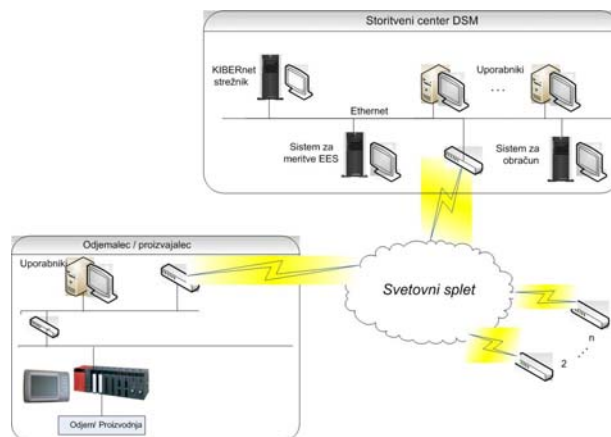 Storitveni center DSM
KIBERnet
strežnik
Uporabniki
...
Ethernet
Sistem za
meritve EES
Sistem za
obračun
Odjemalec / proizvajalec
Uporabniki
Svetovni splet
n
2
Odjem/ Proizvodnja